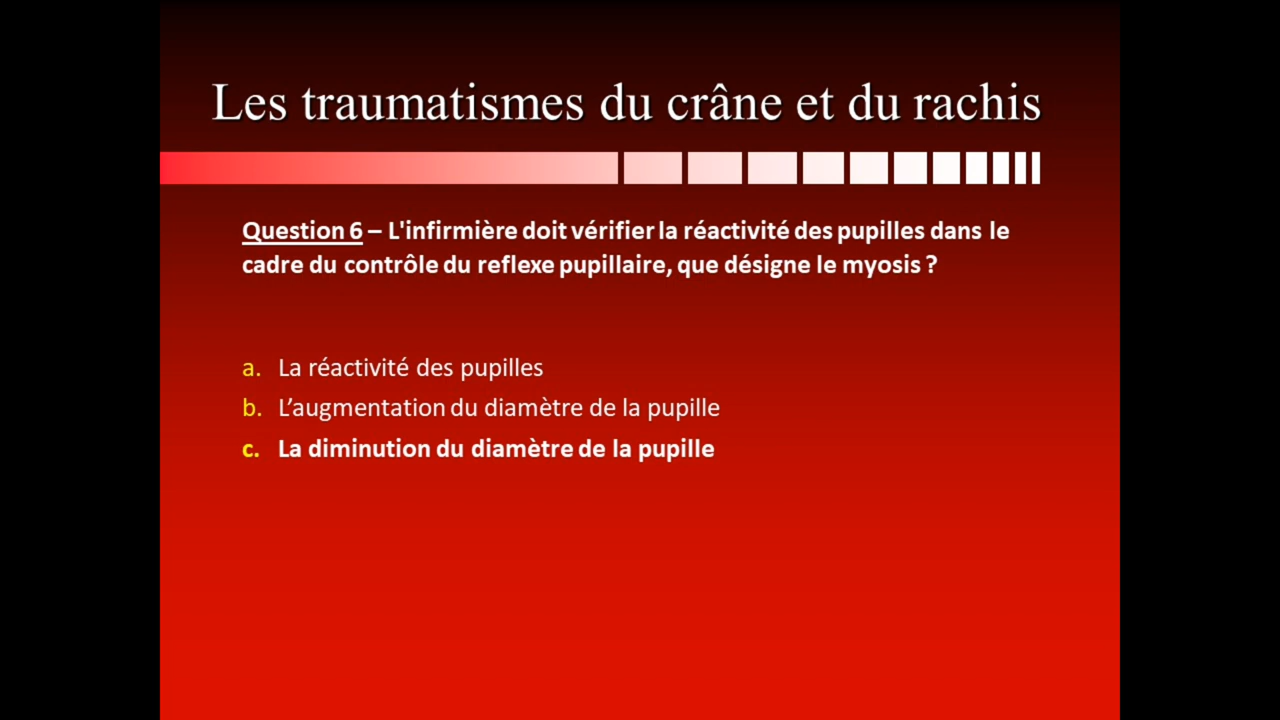 Les traumatismes du crâne et du rachis
Question 6 – L'infirmière doit vérifier la réactivité des pupilles dans le
cadre du contrôle du reflexe pupillaire, que désigne le myosis ?
a. La réactivité des pupilles
b. L’augmentation du diamètre de la pupille
c. La diminution du diamètre de la pupille